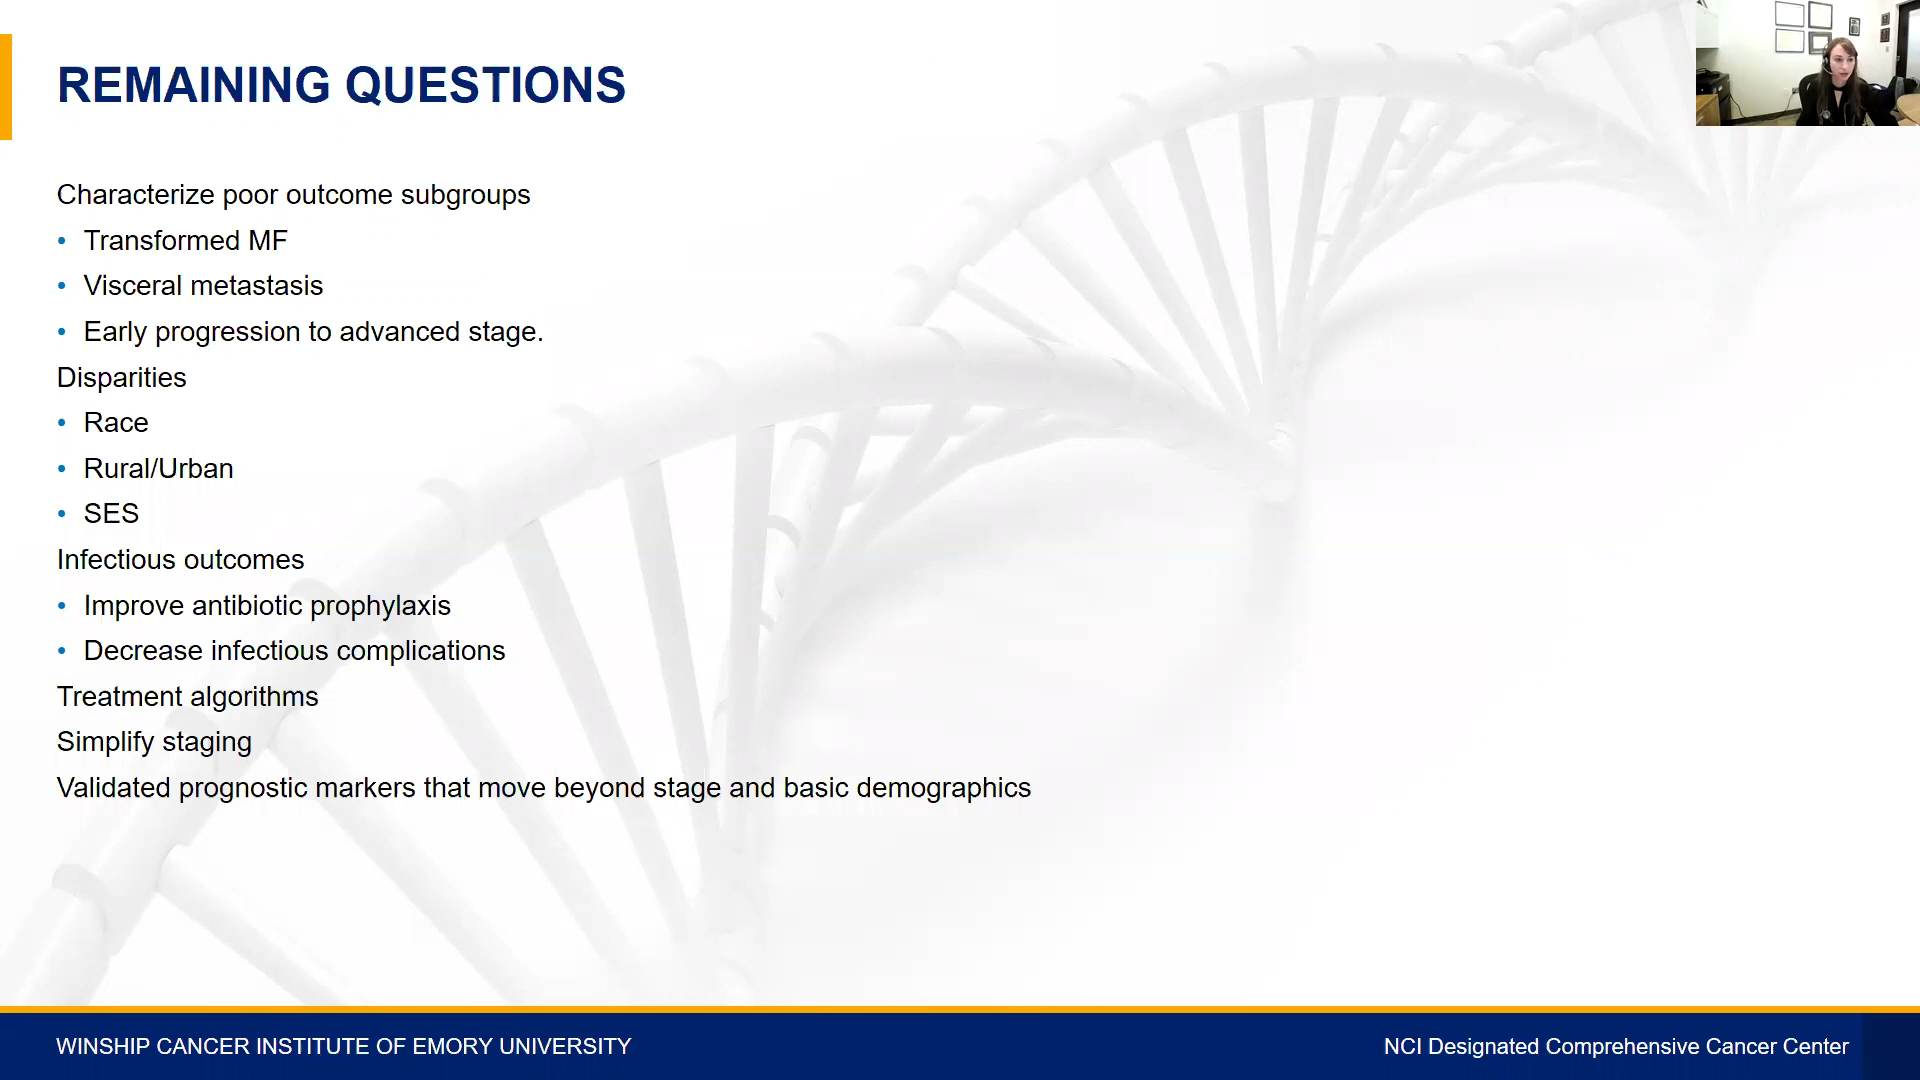 REMAINING QUESTIONS
Characterize poor outcome subgroups
• Transformed MF
• Visceral metastasis
• Early progression to advanced stage.
Disparities
• Race
• Rural/Urban
• SES
Infectious outcomes
• Improve antibiotic prophylaxis
• Decrease infectious complications
Treatment algorithms
Simplify staging
Validated prognostic markers that move beyond stage and basic demographics
WINSHIP CANCER INSTITUTE OF EMORY UNIVERSITY
NCI Designated Comprehensive Cancer Center